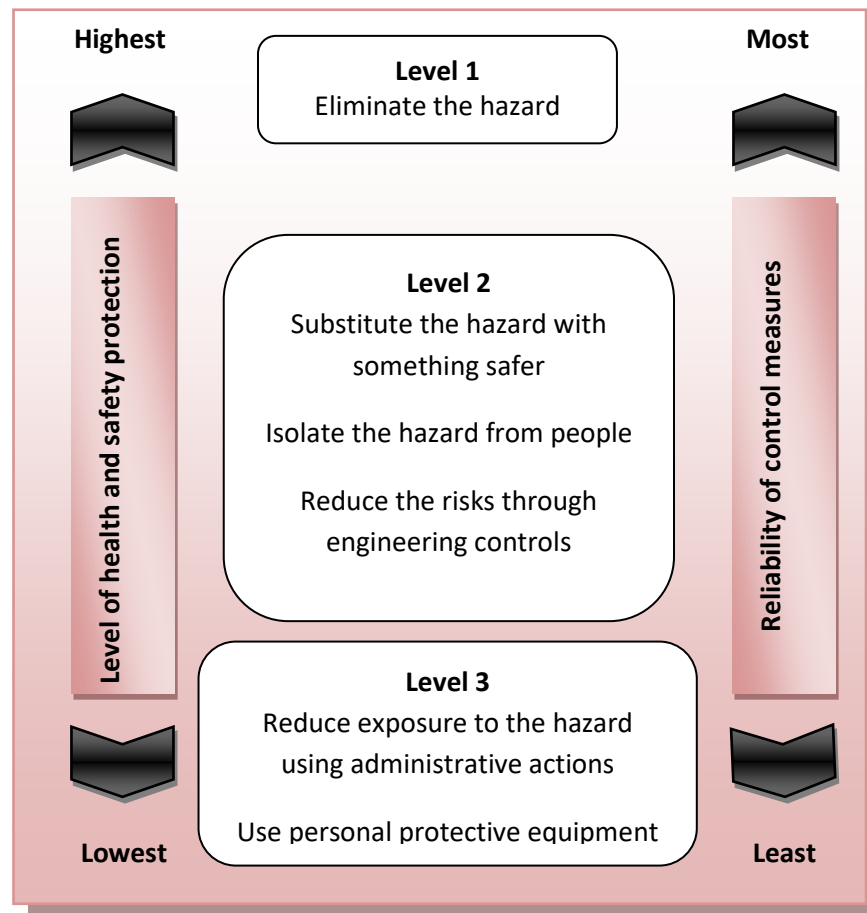 Highest
Most
Level 1
Eliminate the hazard
Level of health and safety protection
Reliability of control measures
Level 2
Substitute the hazard with
something safer
Isolate the hazard from people
Reduce the risks through
engineering controls
Level 3
Reduce exposure to the hazard
using administrative actions
Use personal protective equipment
Lowest
Least